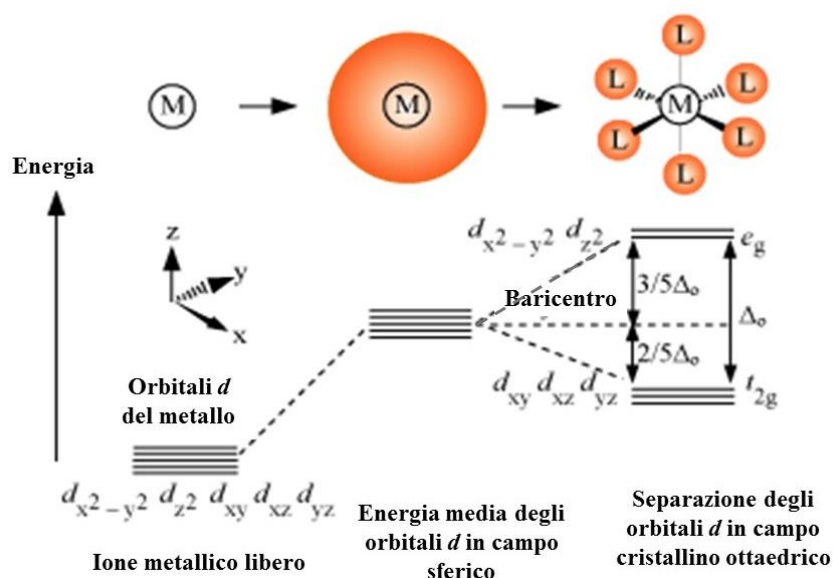 M
M
L
L
L
M
L
L
L
Energia
z
y
x
d x² − y² d z²
e g
Baricentro
3/5Δo
Δo
2/5Δo
Orbitali d
del metallo
d xy d xz d yz
t 2g
d x² − y² d z² d xy d xz d yz
Ione metallico libero
Energia media degli
orbitali d in campo
sferico
Separazione degli
orbitali d in campo
cristallino ottaedrico